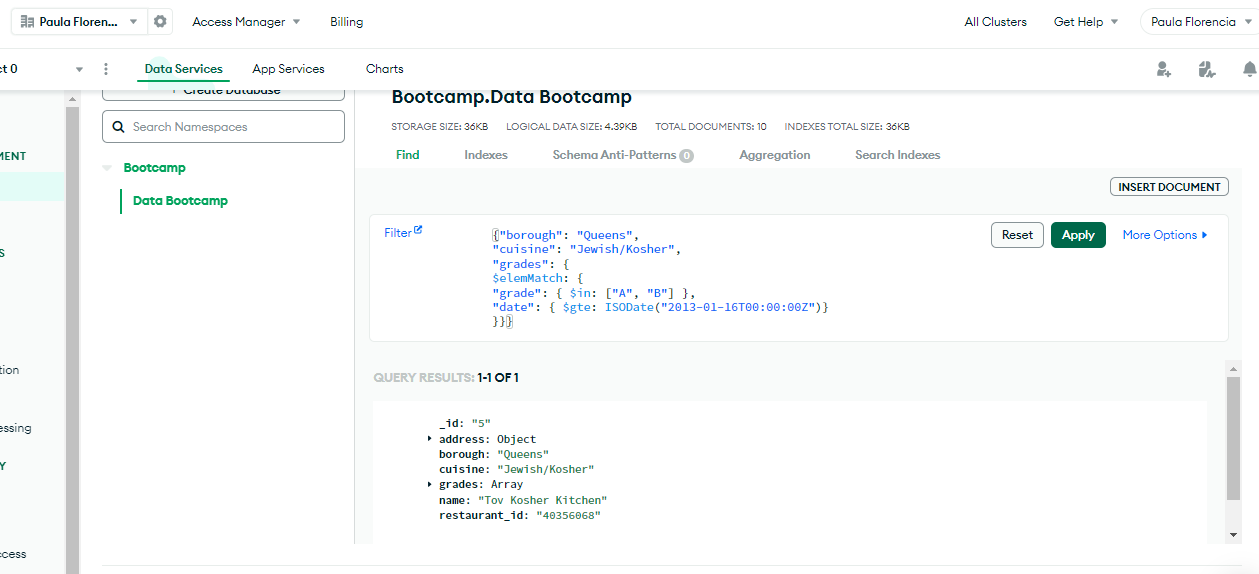 Paula Floren...
Access Manager
Billing
All Clusters
Get Help
Paula Florencia
ct 0
Data Services
App Services
Charts
MENT
S
tion
essing
Y
ccess
Create Database
Search Namespaces
Bootcamp
Data Bootcamp
Bootcamp.Data Bootcamp
STORAGE SIZE: 36KB LOGICAL DATA SIZE: 4.39KB TOTAL DOCUMENTS: 10 INDEXES TOTAL SIZE: 36KB
Find Indexes Schema Anti-Patterns 0 Aggregation Search Indexes
INSERT DOCUMENT
Filter
{"borough": "Queens",
"cuisine": "Jewish/Kosher",
"grades": {
$elemMatch: {
"grade": { $in: ["A", "B"] },
"date": { $gte: ISODate("2013-01-16T00:00:00Z")}
}}}
Reset
Apply
More Options
QUERY RESULTS: 1-1 OF 1
_id: "5"
address: Object
borough: "Queens"
cuisine: "Jewish/Kosher"
grades: Array
name: "Tov Kosher Kitchen"
restaurant_id: "40356068"